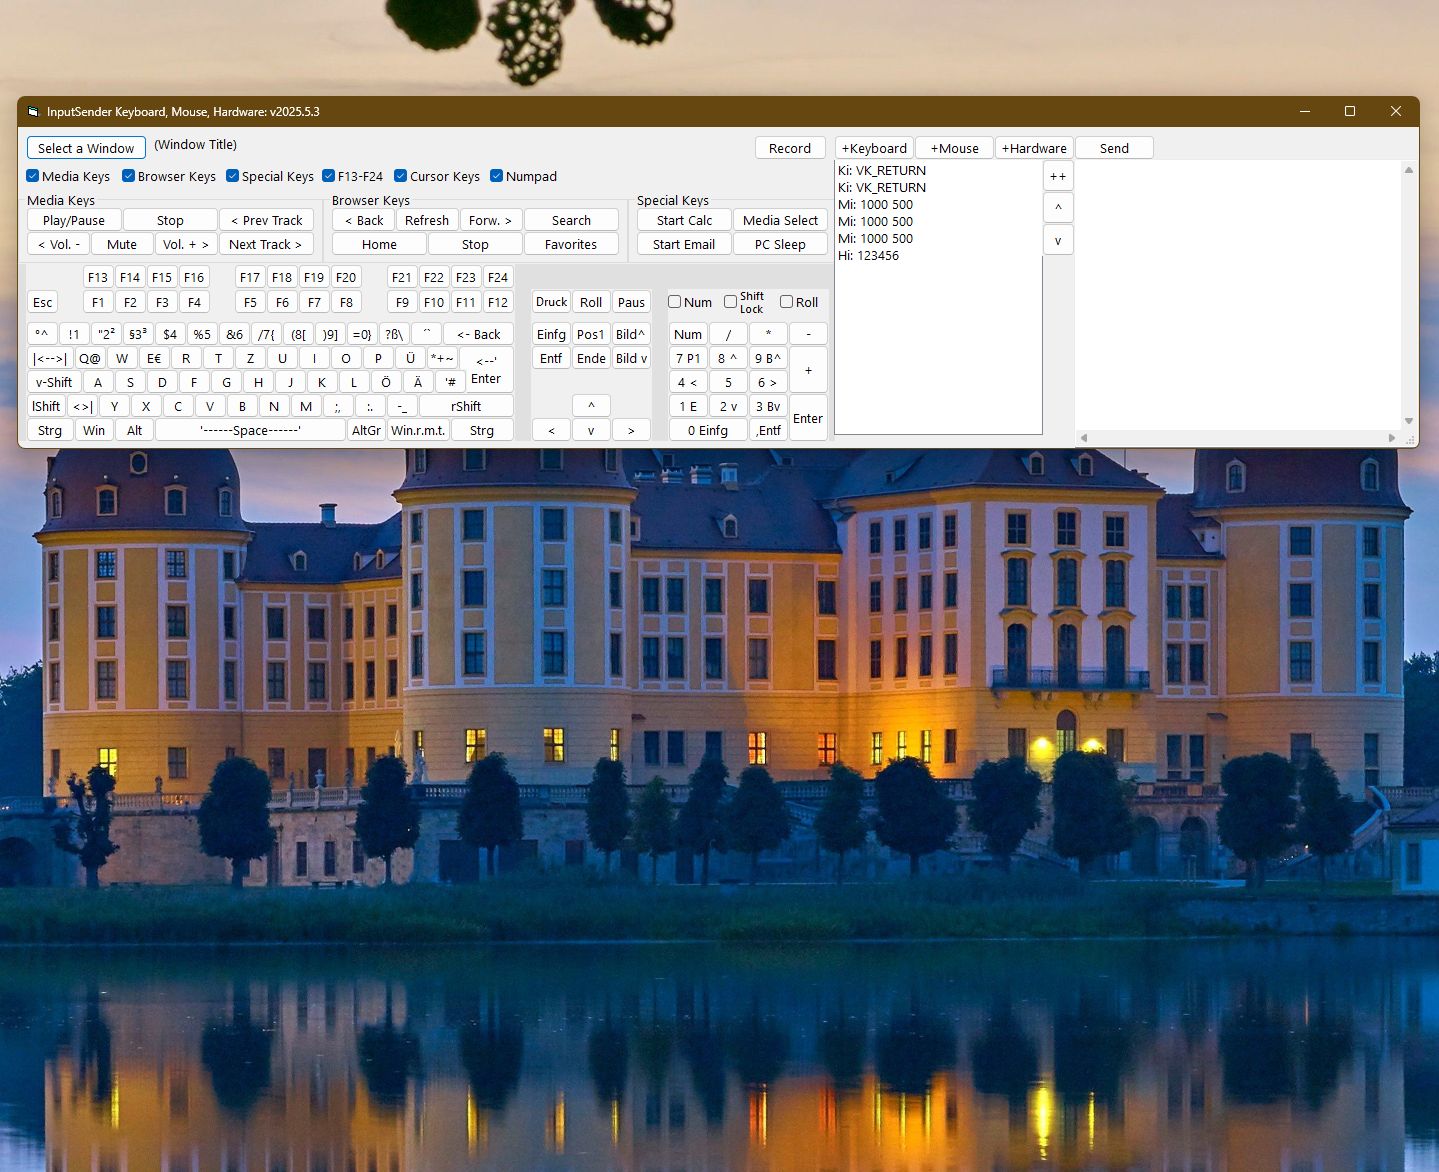 InputSender Keyboard, Mouse, Hardware: v2025.5.3
Select a Window (Window Title) Record +Keyboard +Mouse +Hardware Send
Media Keys Browser Keys Special Keys F13-F24 Cursor Keys Numpad
Media Keys
Play/Pause Stop < Prev Track
< Vol. - Mute Vol. + > Next Track >
Browser Keys
< Back Refresh Forw. > Search
Home Stop Favorites
Special Keys
Start Calc Media Select
Start Email PC Sleep
F13 F14 F15 F16 F17 F18 F19 F20 F21 F22 F23 F24
Esc F1 F2 F3 F4 F5 F6 F7 F8 F9 F10 F11 F12
°^ !1 "2² §3³ $4 %5 &6 /7{ (8[ )9] =0} ?ß\ ´` <- Back
|<-->| Q@ W E€ R T Z U I O P Ü *+~ <--'
Enter
v-Shift A S D F G H J K L Ö Ä '#
lShift <>| Y X C V B N M ;, :. -_ rShift
Strg Win Alt '------Space------' AltGr Win.r.m.t. Strg
Druck Roll Paus
Einfg Pos1 Bild^
Entf Ende Bild v
^
< v >
Num Shift Lock Roll
Num / * -
7 P1 8 ^ 9 B^ +
4 < 5 6 >
1 E 2 v 3 Bv Enter
0 Einfg ,Entf
Ki: VK_RETURN
Ki: VK_RETURN
Mi: 1000 500
Mi: 1000 500
Mi: 1000 500
Hi: 123456
++
^
v